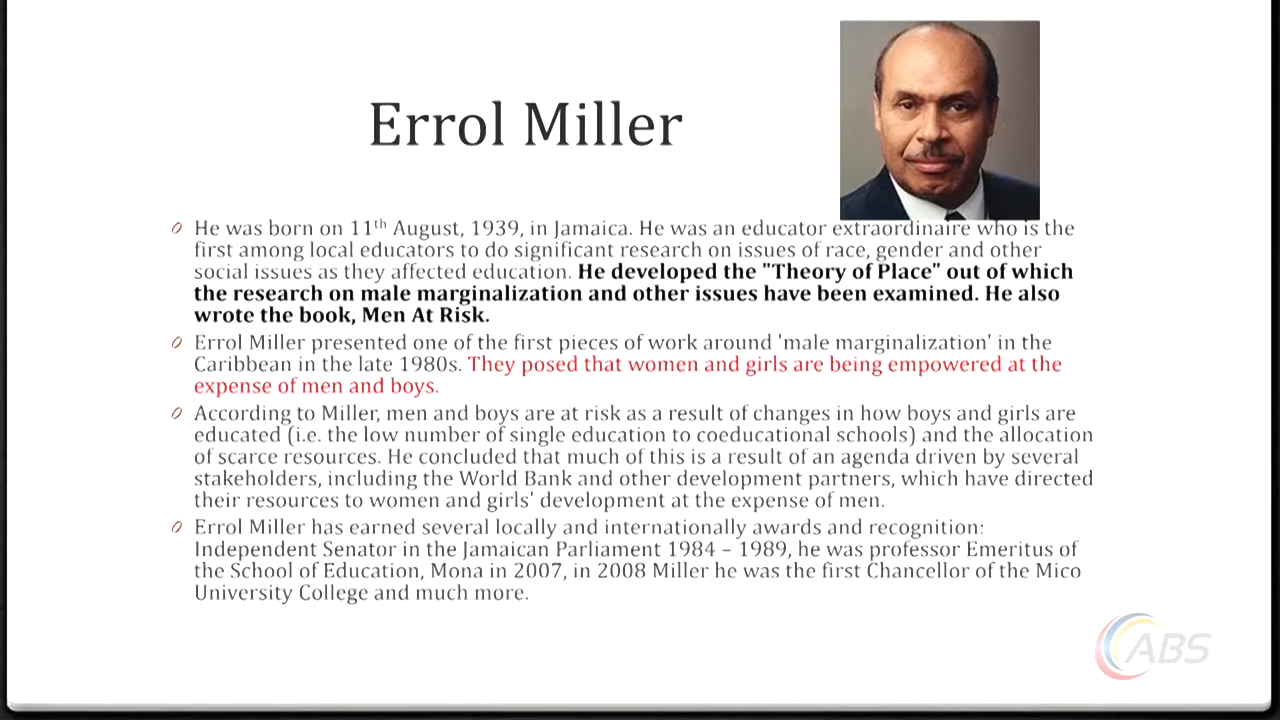 Errol Miller
He was born on 11th August, 1939, in Jamaica. He was an educator extraordinaire who is the
first among local educators to do significant research on issues of race, gender and other
social issues as they affected education. He developed the "Theory of Place" out of which
the research on male marginalization and other issues have been examined. He also
wrote the book, Men At Risk.
Errol Miller presented one of the first pieces of work around 'male marginalization' in the
Caribbean in the late 1980s. They posed that women and girls are being empowered at the
expense of men and boys.
According to Miller, men and boys are at risk as a result of changes in how boys and girls are
educated (i.e. the low number of single education to coeducational schools) and the allocation
of scarce resources. He concluded that much of this is a result of an agenda driven by several
stakeholders, including the World Bank and other development partners, which have directed
their resources to women and girls' development at the expense of men.
Errol Miller has earned several locally and internationally awards and recognition:
Independent Senator in the Jamaican Parliament 1984 – 1989, he was professor Emeritus of
the School of Education, Mona in 2007, in 2008 Miller he was the first Chancellor of the Mico
University College and much more.
ABS